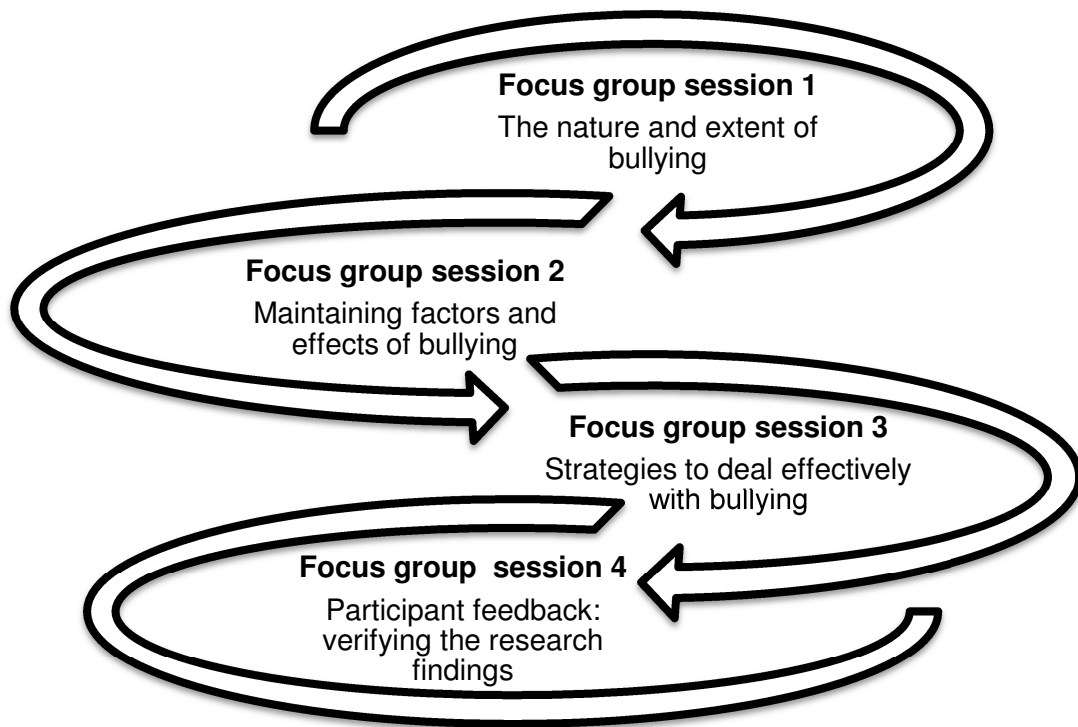 Focus group session 1
The nature and extent of
bullying
Focus group session 2
Maintaining factors and
effects of bullying
Focus group session 3
Strategies to deal effectively
with bullying
Focus group  session 4
Participant feedback:
verifying the research
findings